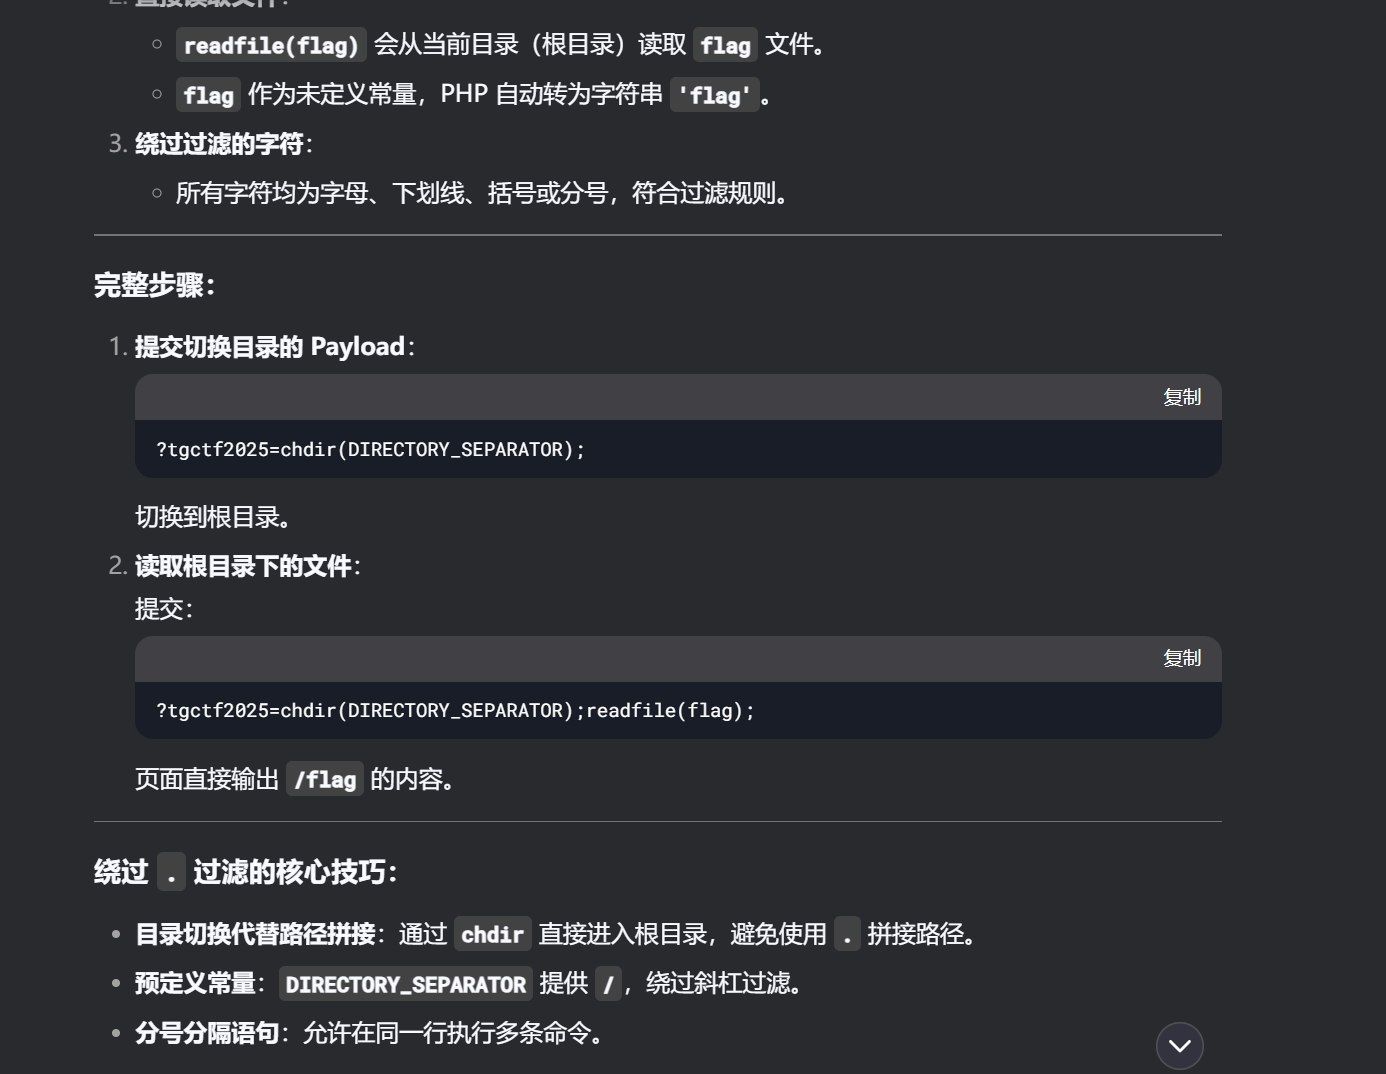 2. 直接读取文件：
readfile(flag) 会从当前目录（根目录）读取 flag 文件。
flag 作为未定义常量，PHP 自动转为字符串 'flag' 。
3. 绕过过滤的字符：
所有字符均为字母、下划线、括号或分号，符合过滤规则。
完整步骤：
1. 提交切换目录的 Payload：
复制
?tgctf2025=chdir(DIRECTORY_SEPARATOR);
切换到根目录。
2. 读取根目录下的文件：
提交：
复制
?tgctf2025=chdir(DIRECTORY_SEPARATOR);readfile(flag);
页面直接输出 /flag 的内容。
绕过 . 过滤的核心技巧：
目录切换代替路径拼接：通过 chdir 直接进入根目录，避免使用 . 拼接路径。
预定义常量： DIRECTORY_SEPARATOR 提供 / ，绕过斜杠过滤。
分号分隔语句：允许在同一行执行多条命令。